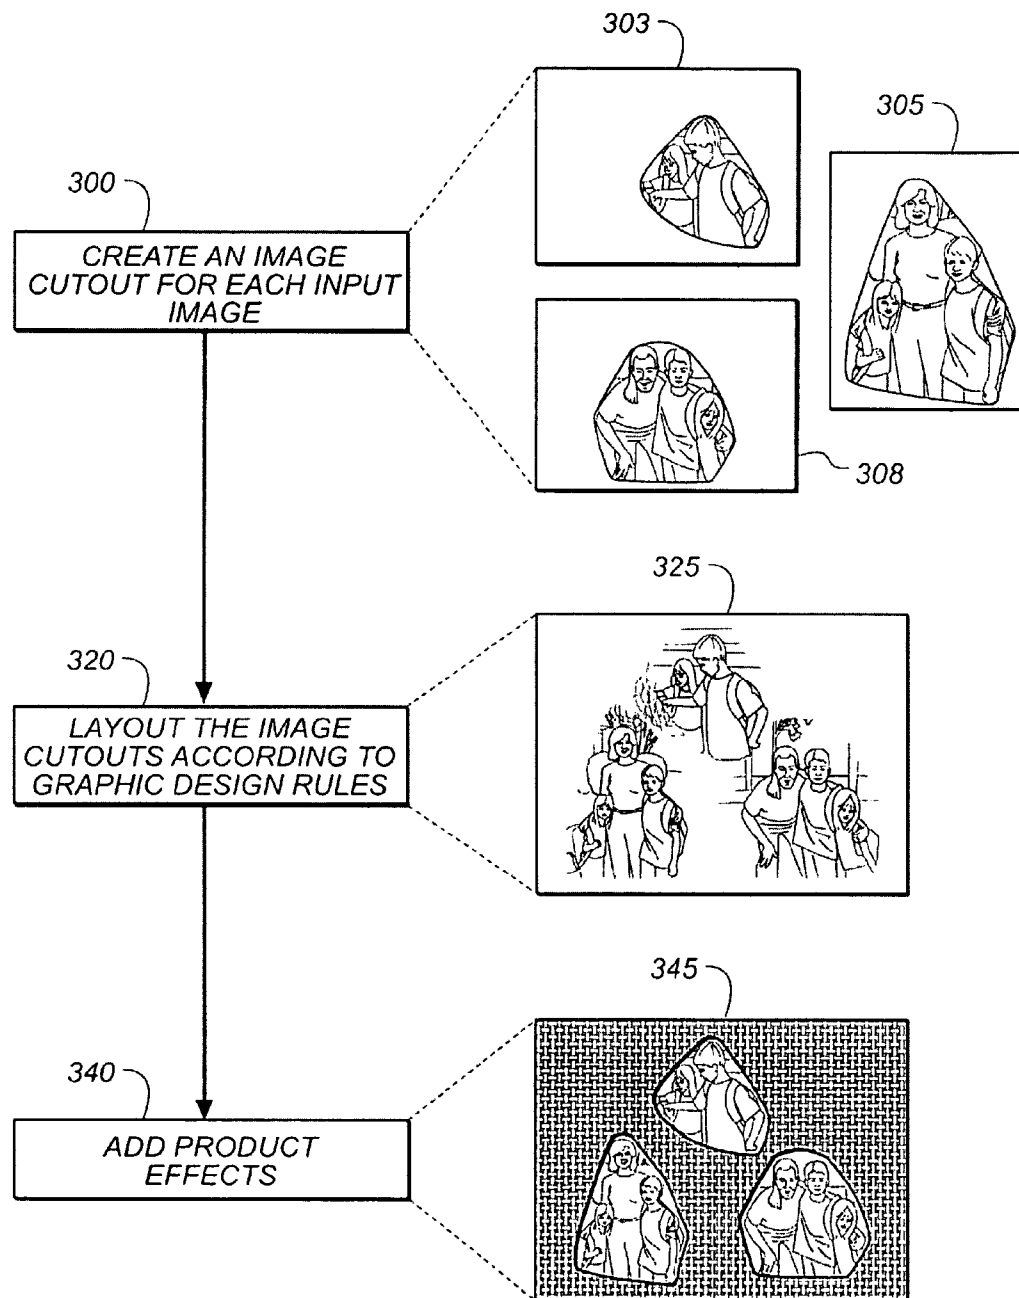 303
305
300
CREATE AN IMAGE
CUTOUT FOR EACH INPUT
IMAGE
308
325
320
LAYOUT THE IMAGE
CUTOUTS ACCORDING TO
GRAPHIC DESIGN RULES
345
340
ADD PRODUCT
EFFECTS